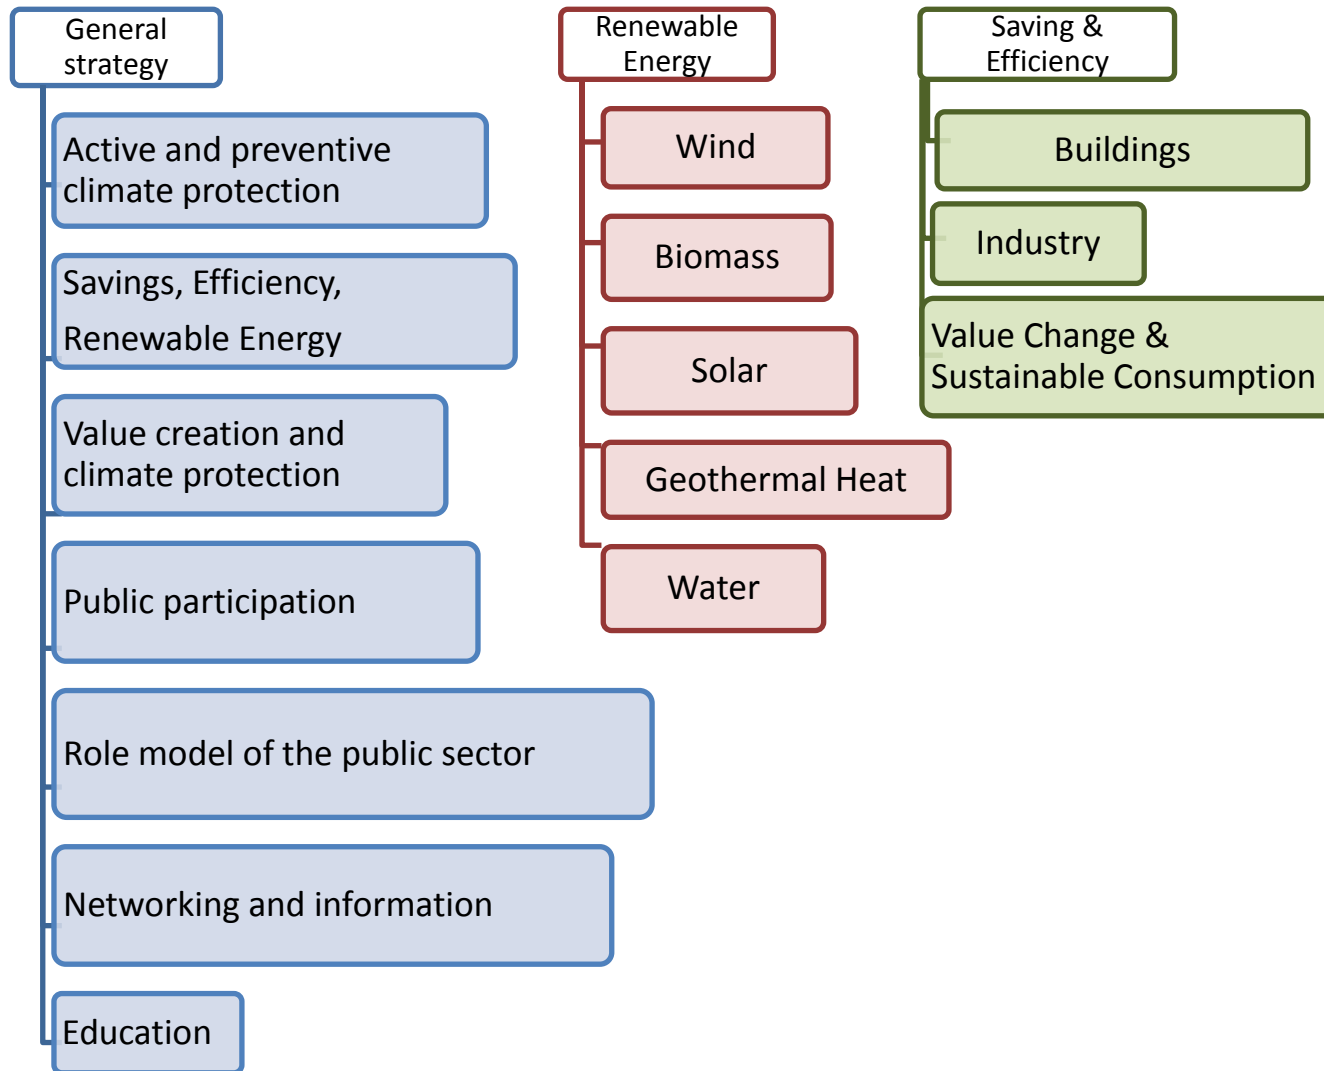 General
strategy
Active and preventive
climate protection
Savings, Efficiency,
Renewable Energy
Value creation and
climate protection
Public participation
Role model of the public sector
Networking and information
Education
Renewable
Energy
Wind
Biomass
Solar
Geothermal Heat
Water
Saving &
Efficiency
Buildings
Industry
Value Change &
Sustainable Consumption